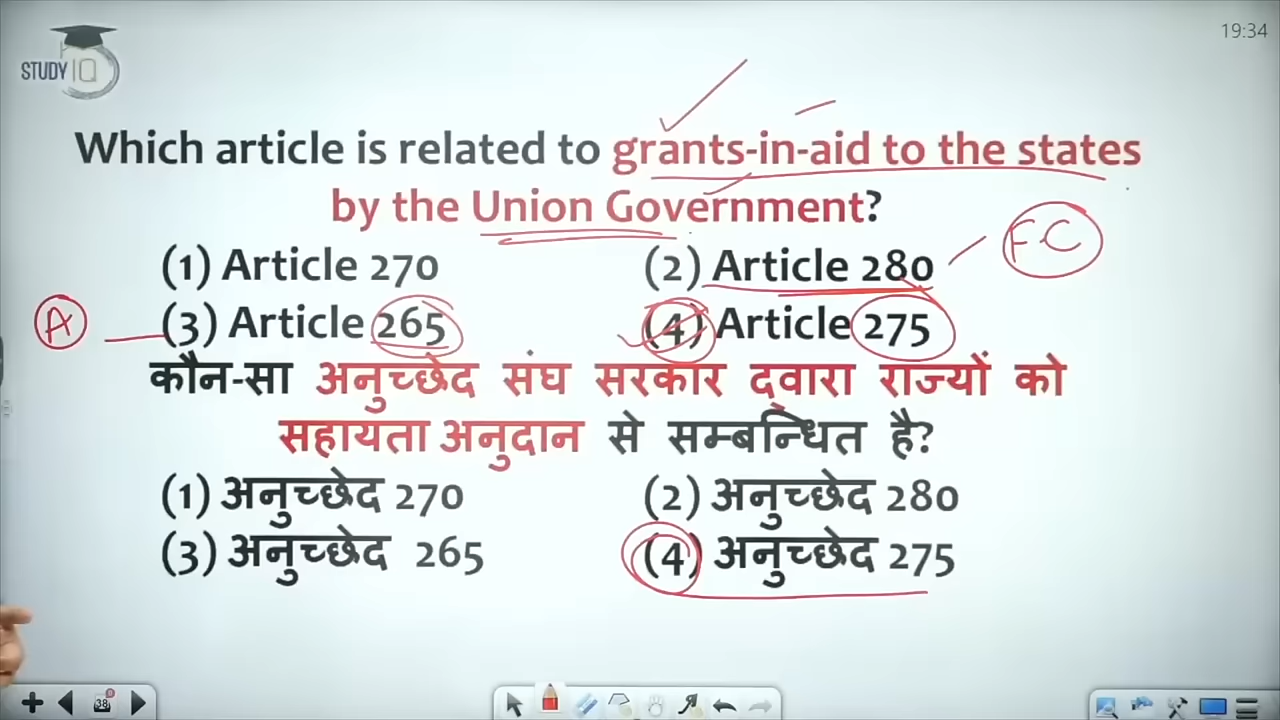 19:34
STUDY IQ
Which article is related to grants-in-aid to the states
by the Union Government?
(1) Article 270 (2) Article 280
FC
A
(3) Article 265 (4) Article 275
कौन-सा अनुच्छेद संघ सरकार द्वारा राज्यों को
सहायता अनुदान से सम्बन्धित है?
(1) अनुच्छेद 270 (2) अनुच्छेद 280
(3) अनुच्छेद 265 (4) अनुच्छेद 275
38